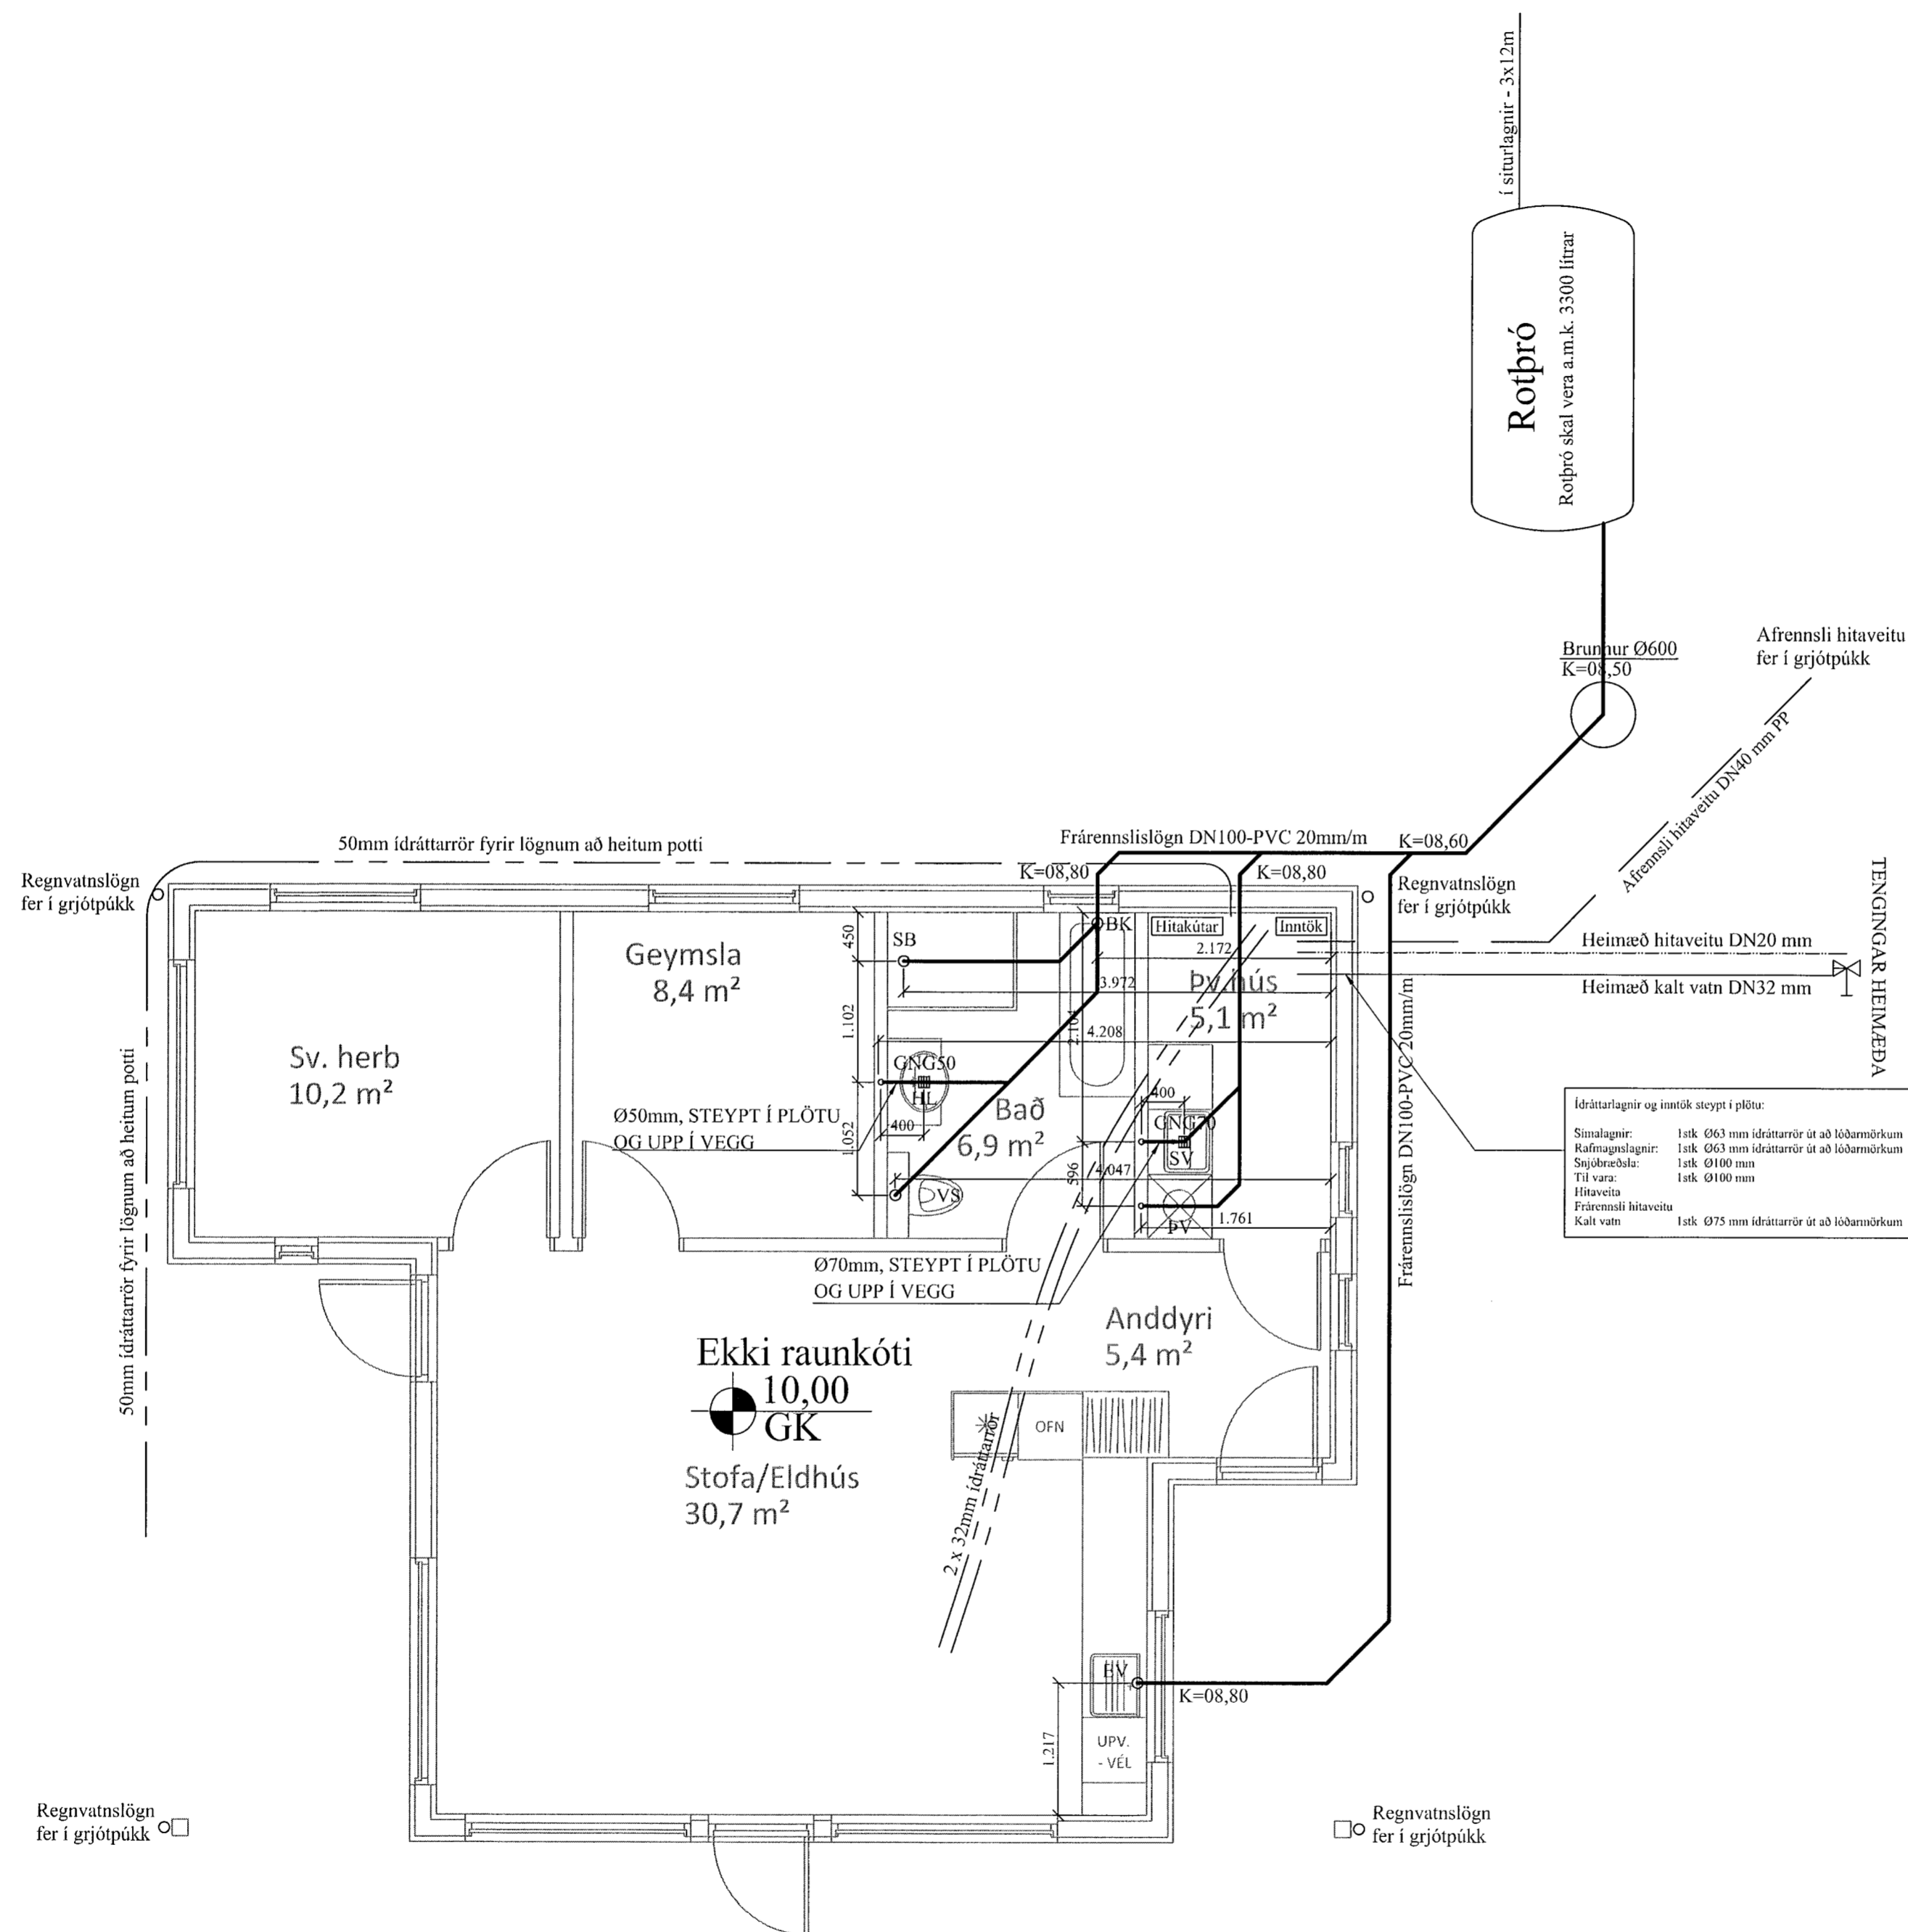 í siturlagnir - 3x12m
Rotþró
Rotþró skal vera a.m.k. 3300 lítrar
Brunnur Ø600
K=08,50
Afrennsli hitaveitu
fer í grjótpúkk
Afrennsli hitaveitu DN40 mm PP
50mm ídráttarrör fyrir lögnum að heitum potti
Frárennslislögn DN100-PVC 20mm/m
K=08,60
K=08,80
K=08,80
Regnvatnslögn
fer í grjótpúkk
Regnvatnslögn
fer í grjótpúkk
TENGINGAR HEIMÆÐA
Heimæð hitaveitu DN20 mm
Heimæð kalt vatn DN32 mm
SB
BK
Hitakútar
Inntök
450
2.172
3.972
Geymsla
8,4 m²
Þv.hús
5,1 m²
1.102
2.104
4.208
Sv. herb
10,2 m²
GNG50
HL
400
Bað
6,9 m²
400
GNG70
SV
Ø50mm, STEYPT Í PLÖTU
OG UPP Í VEGG
1.052
596
4.047
VS
ÞV
1.761
Frárennslislögn DN100-PVC 20mm/m
50mm ídráttarrör fyrir lögnum að heitum potti
Ídráttarlagnir og inntök steypt í plötu:
Símalagnir: 1stk Ø63 mm ídráttarrör út að lóðarmörkum
Rafmagnslagnir: 1stk Ø63 mm ídráttarrör út að lóðarmörkum
Snjóbræðsla: 1stk Ø100 mm
Til vara: 1stk Ø100 mm
Hitaveita
Frárennsli hitaveitu
Kalt vatn 1stk Ø75 mm ídráttarrör út að lóðarmörkum
Ø70mm, STEYPT Í PLÖTU
OG UPP Í VEGG
Anddyri
5,4 m²
Ekki raunkóti
10,00
GK
OFN
Stofa/Eldhús
30,7 m²
2 x 32mm ídráttarrör
EV
K=08,80
1.217
UPV.
- VÉL
Regnvatnslögn
fer í grjótpúkk
Regnvatnslögn
fer í grjótpúkk